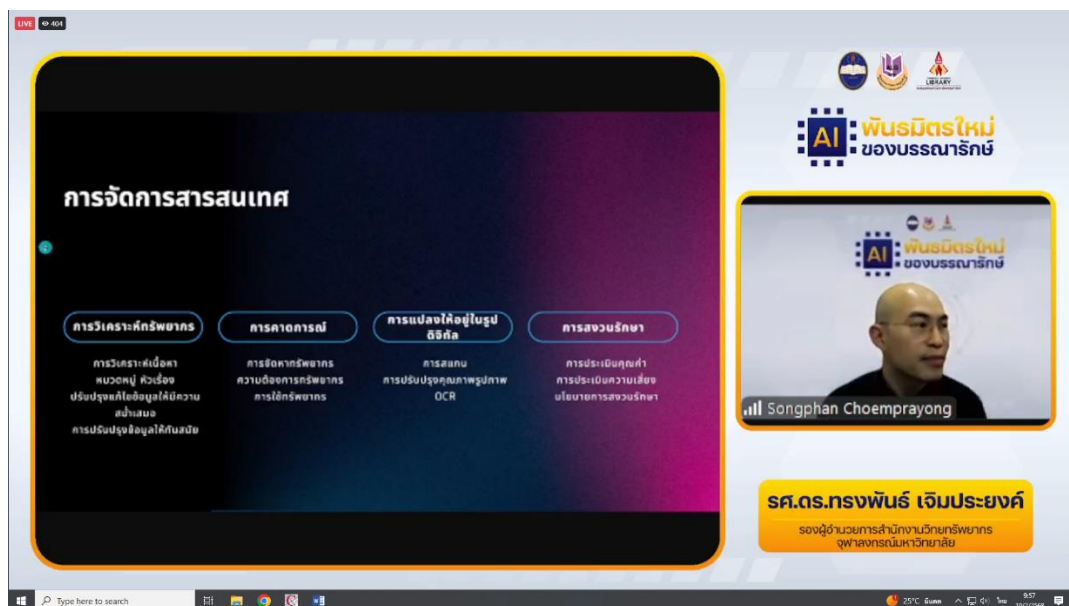 LIVE 404
LIBRARY
AI พันธมิตรใหม่
ของบรรณารักษ์
การจัดการสารสนเทศ
การวิเคราะห์ทรัพยากร
การวิเคราะห์เนื้อหา
หมวดหมู่ หัวเรื่อง
ปรับปรุงแก้ไขข้อมูลให้มีความ
สม่ำเสมอ
การปรับปรุงข้อมูลให้ทันสมัย
การคาดการณ์
การจัดหาทรัพยากร
ความต้องการทรัพยากร
การใช้ทรัพยากร
การแปลงให้อยู่ในรูป
ดิจิทัล
การสแกน
การปรับปรุงคุณภาพรูปภาพ
OCR
การสงวนรักษา
การประเมินคุณค่า
การประเมินความเสี่ยง
นโยบายการสงวนรักษา
AI พันธมิตรใหม่
ของบรรณารักษ์
Songphan Choemprayong
รศ.ดร.ทรงพันธ์ เจิมประยงค์
รองผู้อำนวยการสำนักงานวิทยทรัพยากร
จุฬาลงกรณ์มหาวิทยาลัย
Type here to search
25°C มีเมฆ
9:57